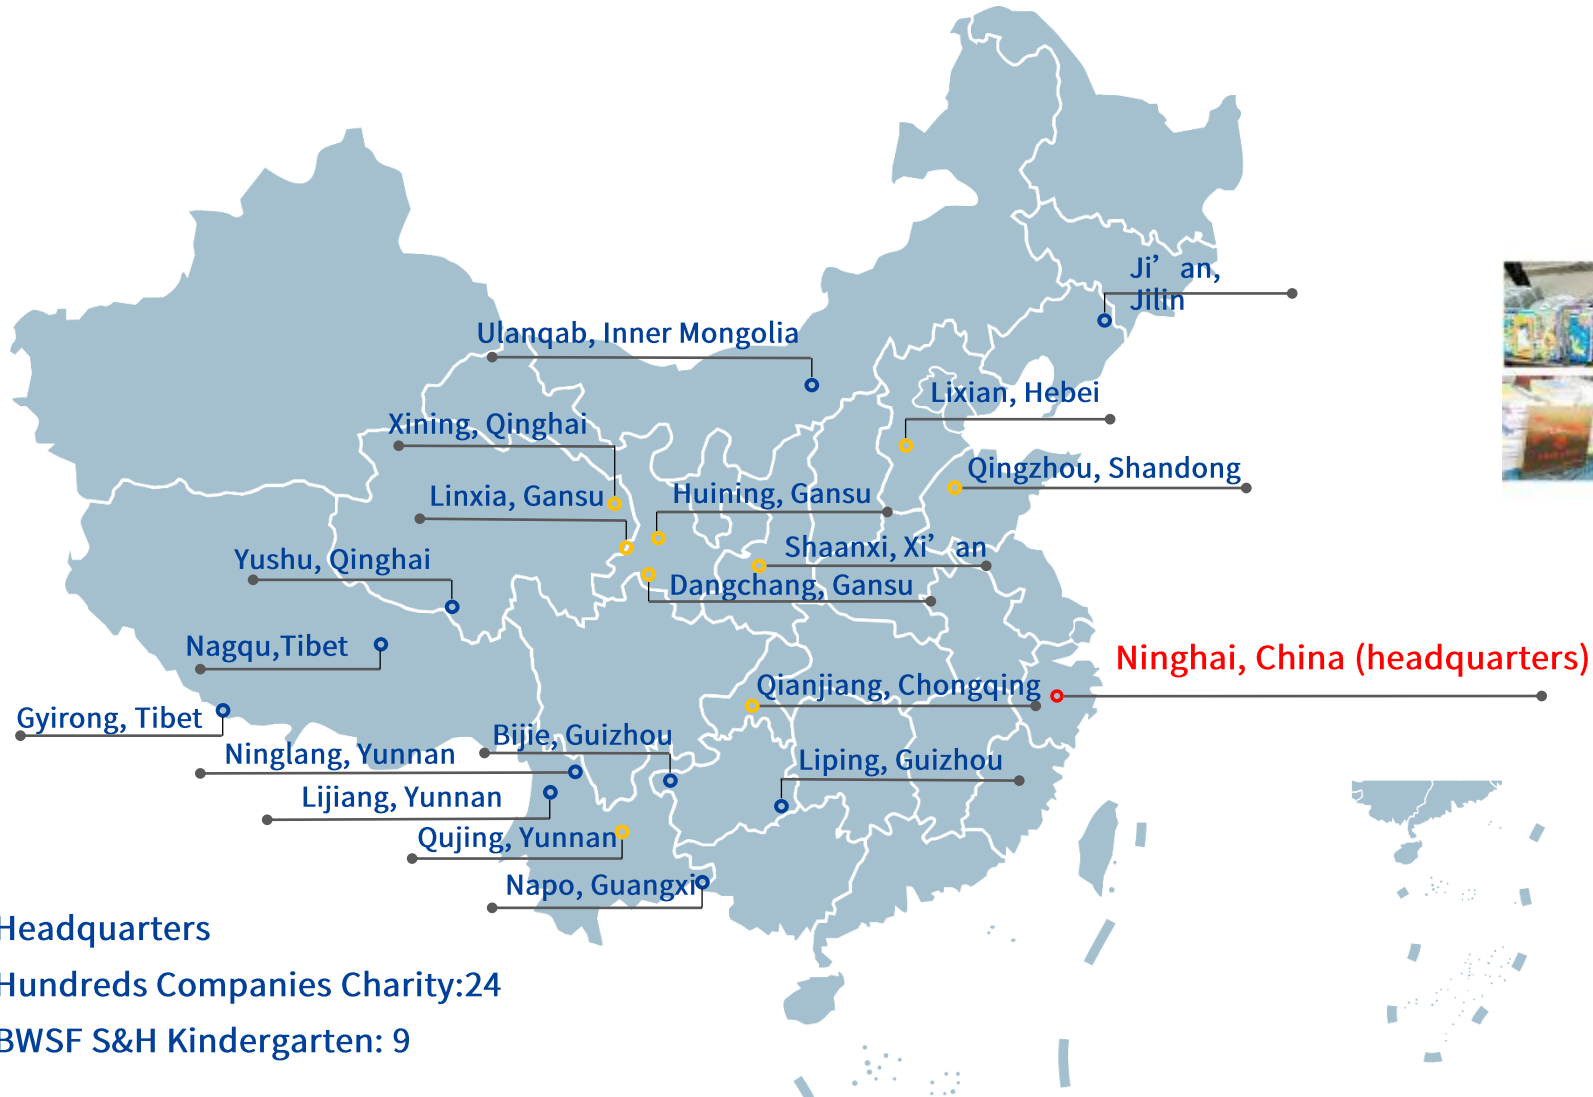 Ji’ an,
Jilin
Ulanqab, Inner Mongolia
Lixian, Hebei
Xining, Qinghai
Qingzhou, Shandong
Linxia, Gansu
Huining, Gansu
Shaanxi, Xi’ an
Yushu, Qinghai
Dangchang, Gansu
Nagqu,Tibet
Ninghai, China (headquarters)
Qianjiang, Chongqing
Gyirong, Tibet
Bijie, Guizhou
Ninglang, Yunnan
Liping, Guizhou
Lijiang, Yunnan
Qujing, Yunnan
Napo, Guangxi
Headquarters
Hundreds Companies Charity:24
BWSF S&H Kindergarten: 9